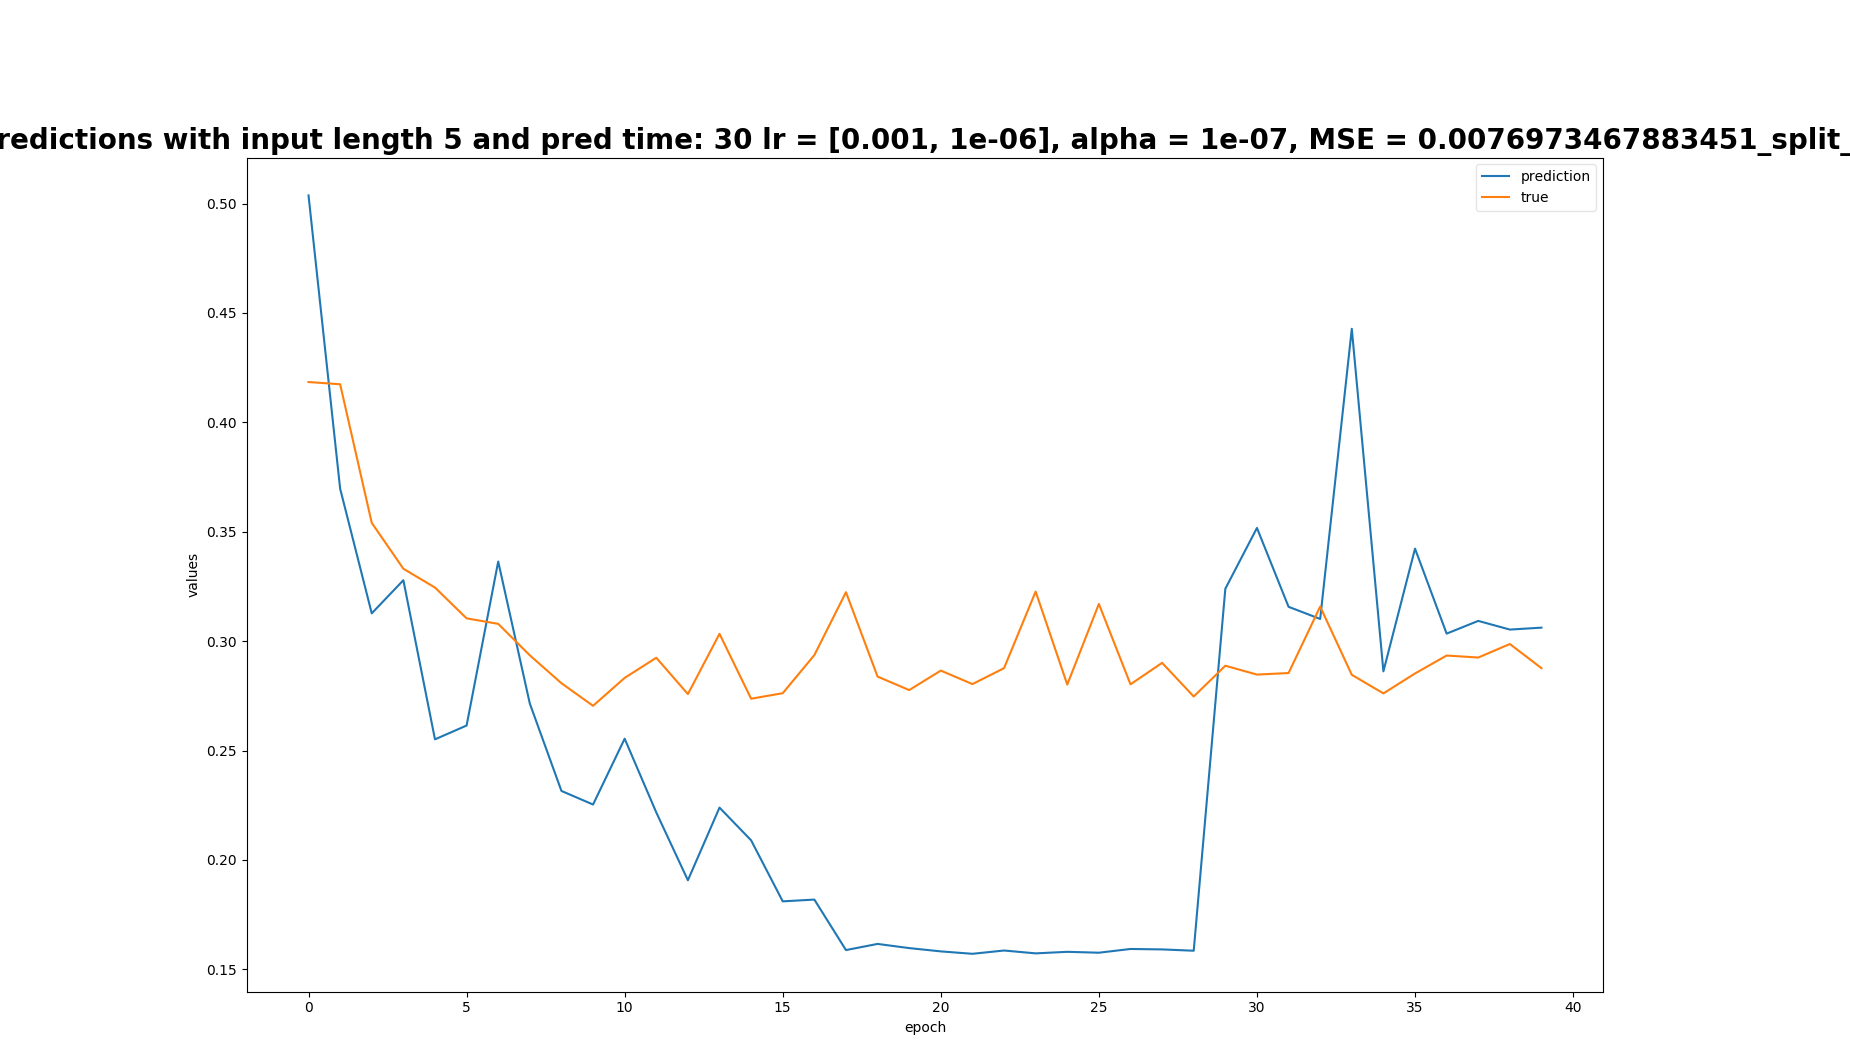 redictions with input length 5 and pred time: 30 lr = [0.001, 1e-06], alpha = 1e-07, MSE = 0.0076973467883451_split_
prediction
true
0.50
0.45
0.40
0.35
0.30
0.25
0.20
0.15
values
0 5 10 15 20 25 30 35 40
epoch